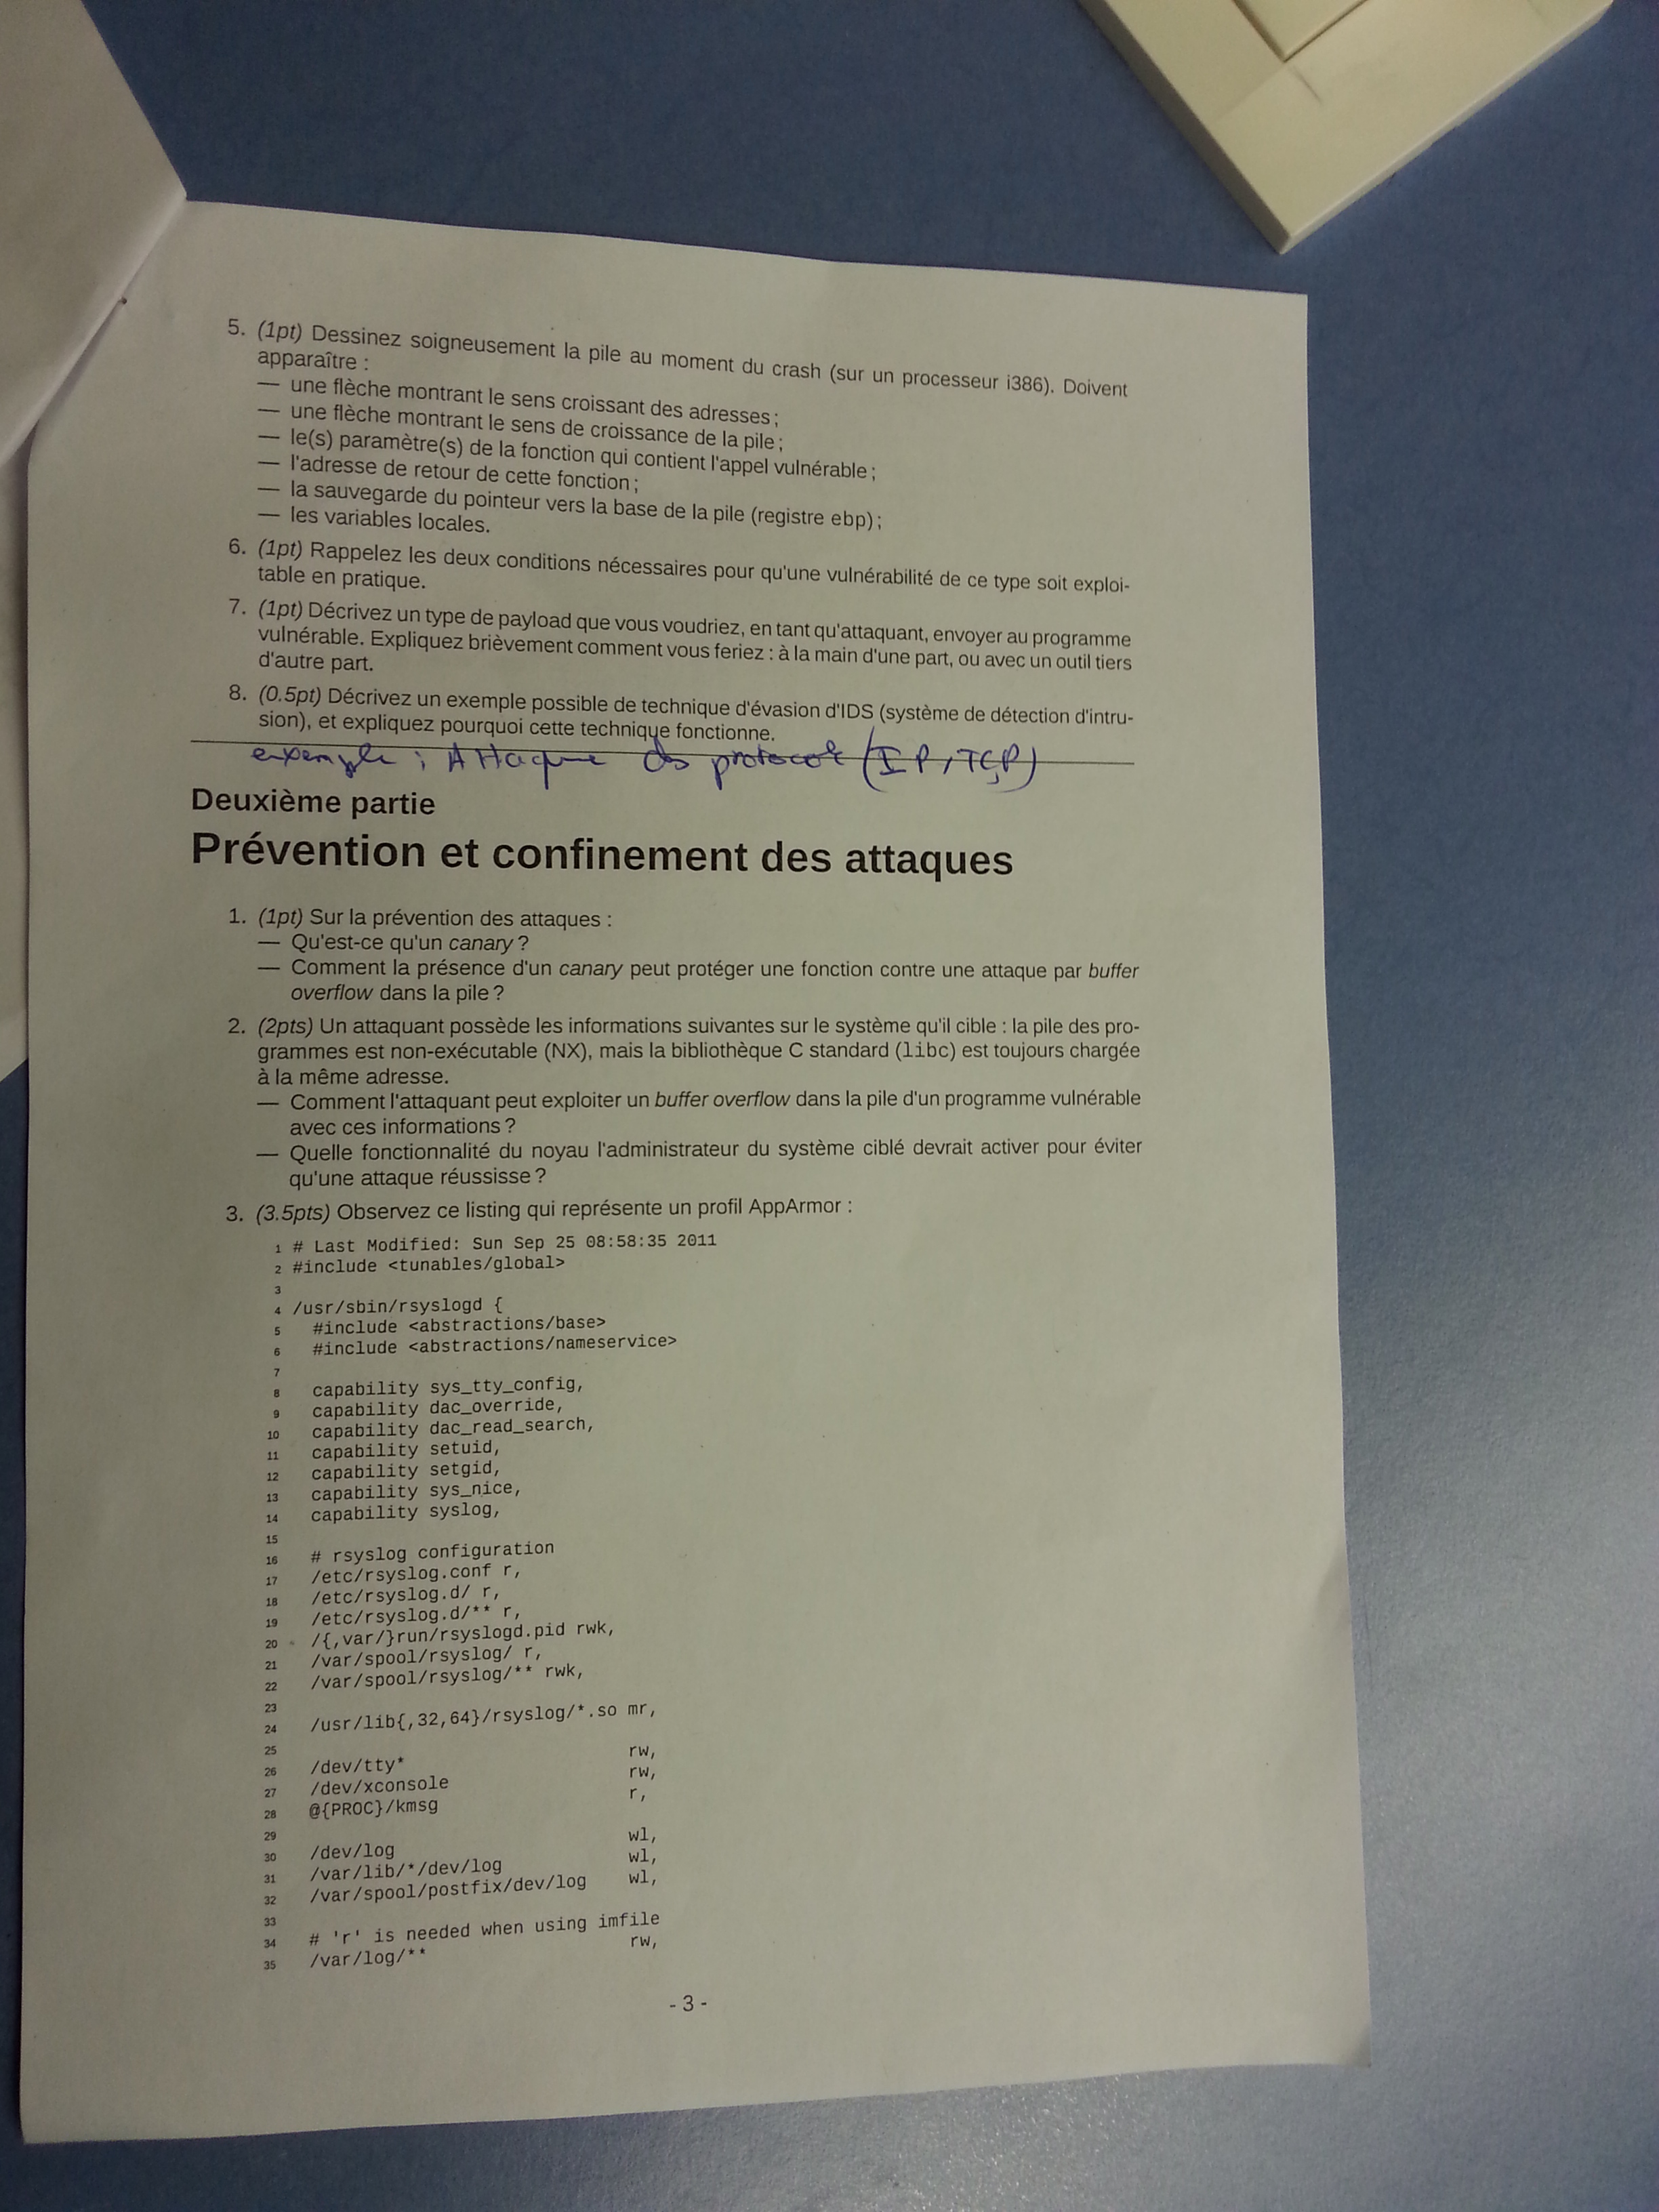 5. (1pt) Dessinez soigneusement la pile au moment du crash (sur un processeur i386). Doivent
apparaître :
— une flèche montrant le sens croissant des adresses ;
— une flèche montrant le sens de croissance de la pile ;
— le(s) paramètre(s) de la fonction qui contient l'appel vulnérable ;
— l'adresse de retour de cette fonction ;
— la sauvegarde du pointeur vers la base de la pile (registre ebp) ;
— les variables locales.
6. (1pt) Rappelez les deux conditions nécessaires pour qu'une vulnérabilité de ce type soit exploi-
table en pratique.
7. (1pt) Décrivez un type de payload que vous voudriez, en tant qu'attaquant, envoyer au programme
vulnérable. Expliquez brièvement comment vous feriez : à la main d'une part, ou avec un outil tiers
d'autre part.
8. (0.5pt) Décrivez un exemple possible de technique d'évasion d'IDS (système de détection d'intru-
sion), et expliquez pourquoi cette technique fonctionne.
exemple : Attaque ds protocole (IP, TCP)
Deuxième partie
Prévention et confinement des attaques
1. (1pt) Sur la prévention des attaques :
— Qu'est-ce qu'un canary ?
— Comment la présence d'un canary peut protéger une fonction contre une attaque par buffer
overflow dans la pile ?
2. (2pts) Un attaquant possède les informations suivantes sur le système qu'il cible : la pile des pro-
grammes est non-exécutable (NX), mais la bibliothèque C standard (libc) est toujours chargée
à la même adresse.
— Comment l'attaquant peut exploiter un buffer overflow dans la pile d'un programme vulnérable
avec ces informations ?
— Quelle fonctionnalité du noyau l'administrateur du système ciblé devrait activer pour éviter
qu'une attaque réussisse ?
3. (3.5pts) Observez ce listing qui représente un profil AppArmor :
1 # Last Modified: Sun Sep 25 08:58:35 2011
2 #include <tunables/global>
3
4 /usr/sbin/rsyslogd {
5 #include <abstractions/base>
6 #include <abstractions/nameservice>
7
8 capability sys_tty_config,
9 capability dac_override,
10 capability dac_read_search,
11 capability setuid,
12 capability setgid,
13 capability sys_nice,
14 capability syslog,
15
16 # rsyslog configuration
17 /etc/rsyslog.conf r,
18 /etc/rsyslog.d/ r,
19 /etc/rsyslog.d/** r,
20 /{,var/}run/rsyslogd.pid rwk,
21 /var/spool/rsyslog/ r,
22 /var/spool/rsyslog/** rwk,
23
24 /usr/lib{,32,64}/rsyslog/*.so mr,
25
26 /dev/tty* rw,
27 /dev/xconsole rw,
28 @{PROC}/kmsg r,
29
30 /dev/log wl,
31 /var/lib/*/dev/log wl,
32 /var/spool/postfix/dev/log wl,
33
34 # 'r' is needed when using imfile
35 /var/log/** rw,
- 3 -